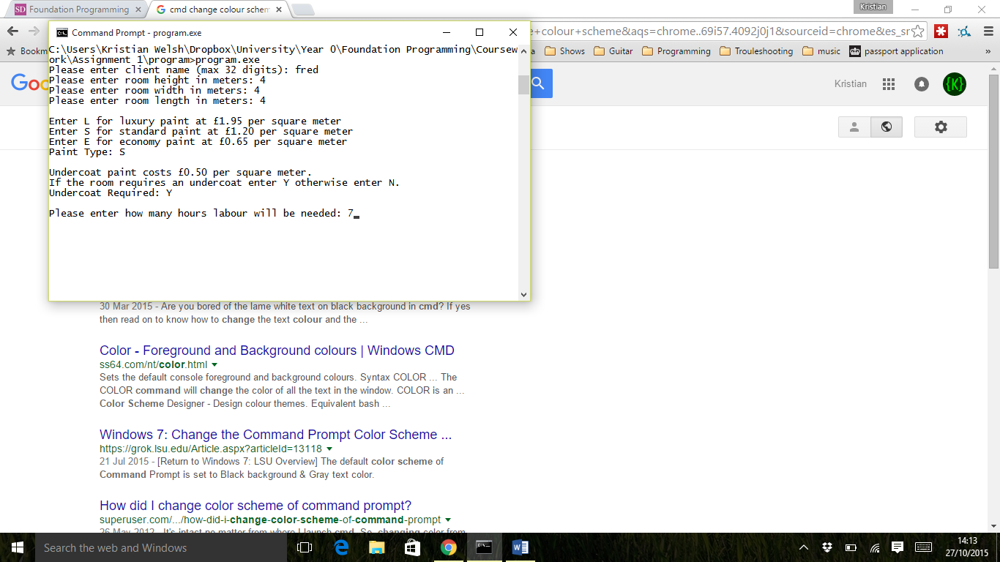 Foundation Programming
cmd change colour schem
Kristian
Command Prompt - program.exe
+colour+scheme&aqs=chrome..69i57.4092j0j1&sourceid=chrome&es_sr
Shows Guitar Programming Trouleshooting music passport application »
C:\Users\Kristian Welsh\Dropbox\University\Year 0\Foundation Programming\Coursew
ork\Assignment 1\program>program.exe
Please enter client name (max 32 digits): fred
Please enter room height in meters: 4
Please enter room width in meters: 4
Please enter room length in meters: 4
Enter L for luxury paint at £1.95 per square meter
Enter S for standard paint at £1.20 per square meter
Enter E for economy paint at £0.65 per square meter
Paint Type: S
Undercoat paint costs £0.50 per square meter.
If the room requires an undercoat enter Y otherwise enter N.
Undercoat Required: Y
Please enter how many hours labour will be needed: 7
Kristian
{K}
30 Mar 2015 - Are you bored of the lame white text on black background in cmd? If yes
then read on to know how to change the text colour and the ...
Color - Foreground and Background colours | Windows CMD
ss64.com/nt/color.html
Sets the default console foreground and background colours. Syntax COLOR ... The
COLOR command will change the color of all the text in the window. COLOR is an ...
Color Scheme Designer - Design colour themes. Equivalent bash ...
Windows 7: Change the Command Prompt Color Scheme ...
https://grok.lsu.edu/Article.aspx?articleId=13118
21 Jul 2015 - [Return to Windows 7: LSU Overview] The default color scheme of
Command Prompt is set to Black background & Gray text color.
How did I change color scheme of command prompt?
superuser.com/.../how-did-i-change-color-scheme-of-command-prompt
26 May 2012 - It's intact no matter from where I launch cmd. So, changing color from
Search the web and Windows
14:13
27/10/2015